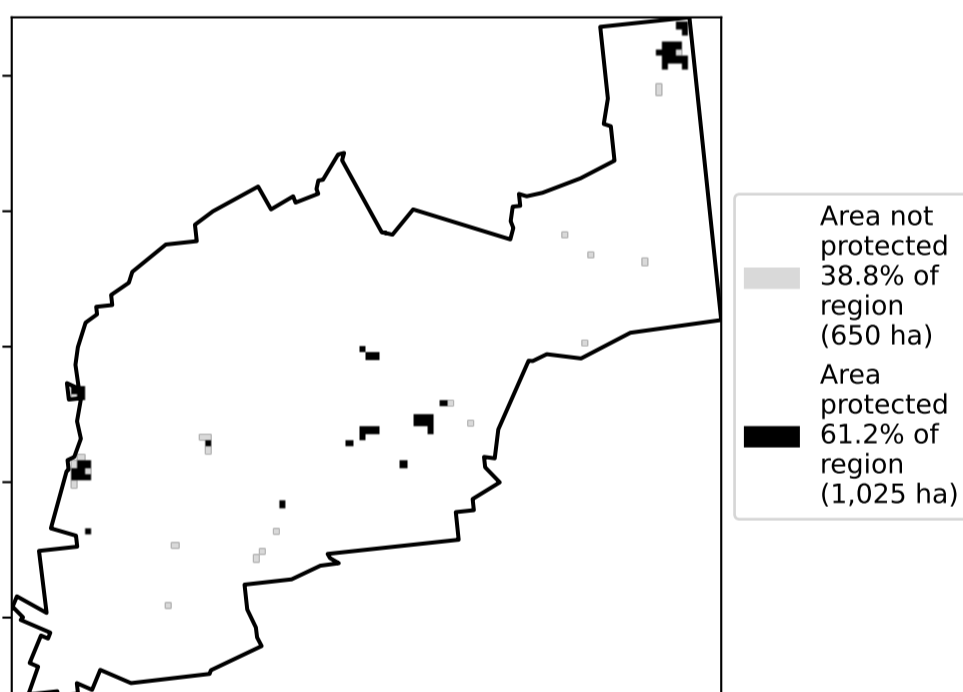 Area not
protected
38.8% of
region
(650 ha)
Area
protected
61.2% of
region
(1,025 ha)